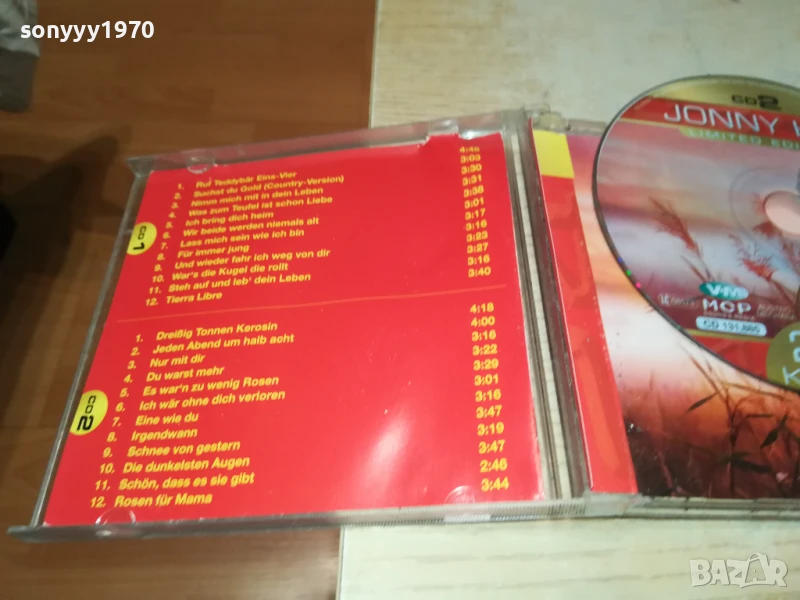 sonyyy1970
1. Ruf Teddybär Eins-Vier 4:46
2. Suchst du Gold (Country-Version) 3:03
3. Nimm mich mit in dein Leben 3:30
4. Was zum Teufel ist schon Liebe 3:31
5. Ich bring dich heim 3:38
6. Wir beide werden niemals alt 3:01
7. Lass mich sein wie ich bin 3:17
8. Für immer jung 3:16
9. Und wieder fahr ich weg von dir 3:23
10. War's die Kugel die rollt 3:27
11. Steh auf und leb' dein Leben 3:16
12. Tierra Libre 3:40
CD 1
1. Dreißig Tonnen Kerosin 4:18
2. Jeden Abend um halb acht 4:00
3. Nur mit dir 3:16
4. Du warst mehr 3:22
5. Es war'n zu wenig Rosen 3:29
6. Ich wär ohne dich verloren 3:01
7. Eine wie du 3:16
8. Irgendwann 3:47
9. Schnee von gestern 3:19
10. Die dunkelsten Augen 3:47
11. Schön, dass es sie gibt 2:46
12. Rosen für Mama 3:44
CD 2
CD 2
JONNY
LIMITED
VM
MCP
CD 131.665
BAZAR